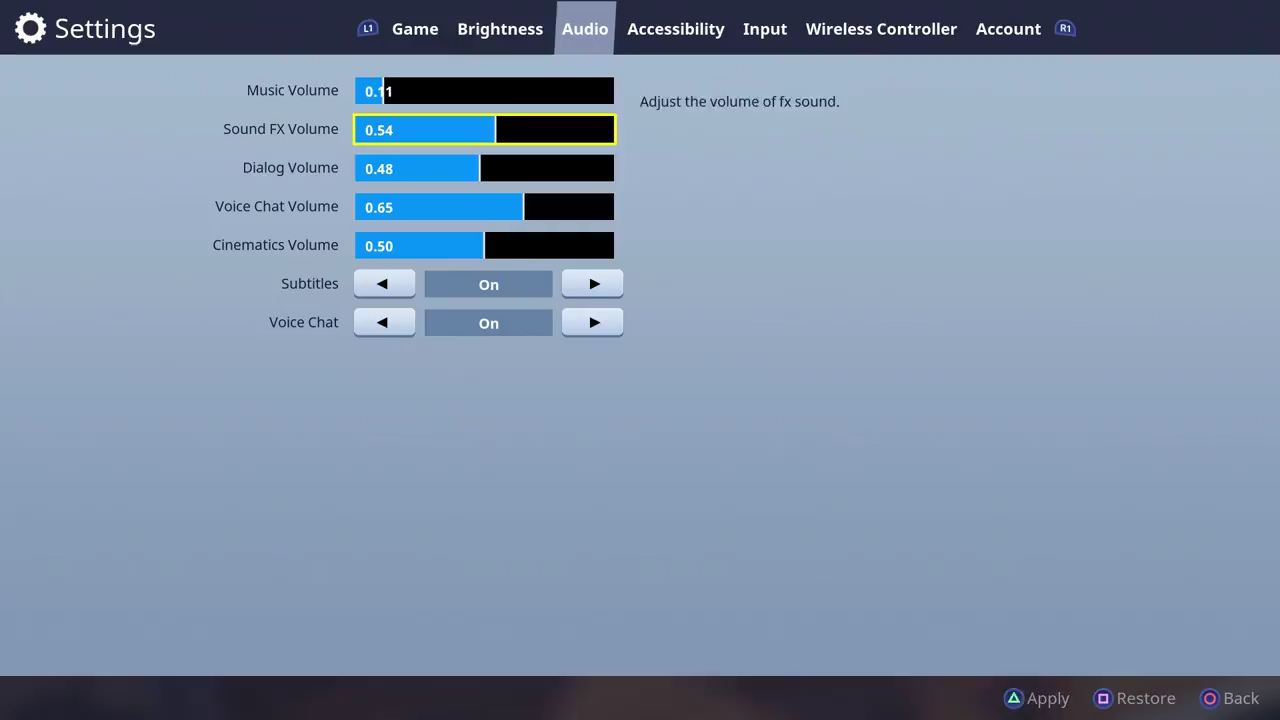 Settings
L1 Game Brightness Audio Accessibility Input Wireless Controller Account R1
Music Volume 0.11
Adjust the volume of fx sound.
Sound FX Volume 0.54
Dialog Volume 0.48
Voice Chat Volume 0.65
Cinematics Volume 0.50
Subtitles On
Voice Chat On
Apply Restore Back